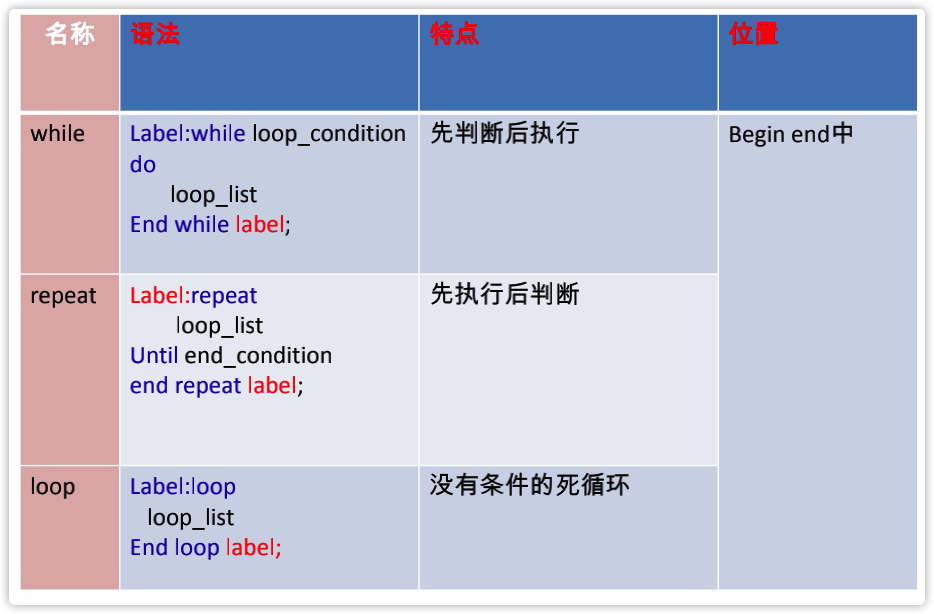 名称 语法 特点 位置
while
Label:while loop_condition
do
loop_list
End while label;
先判断后执行
Begin end中
repeat
Label:repeat
loop_list
Until end_condition
end repeat label;
先执行后判断
loop
Label:loop
loop_list
End loop label;
没有条件的死循环